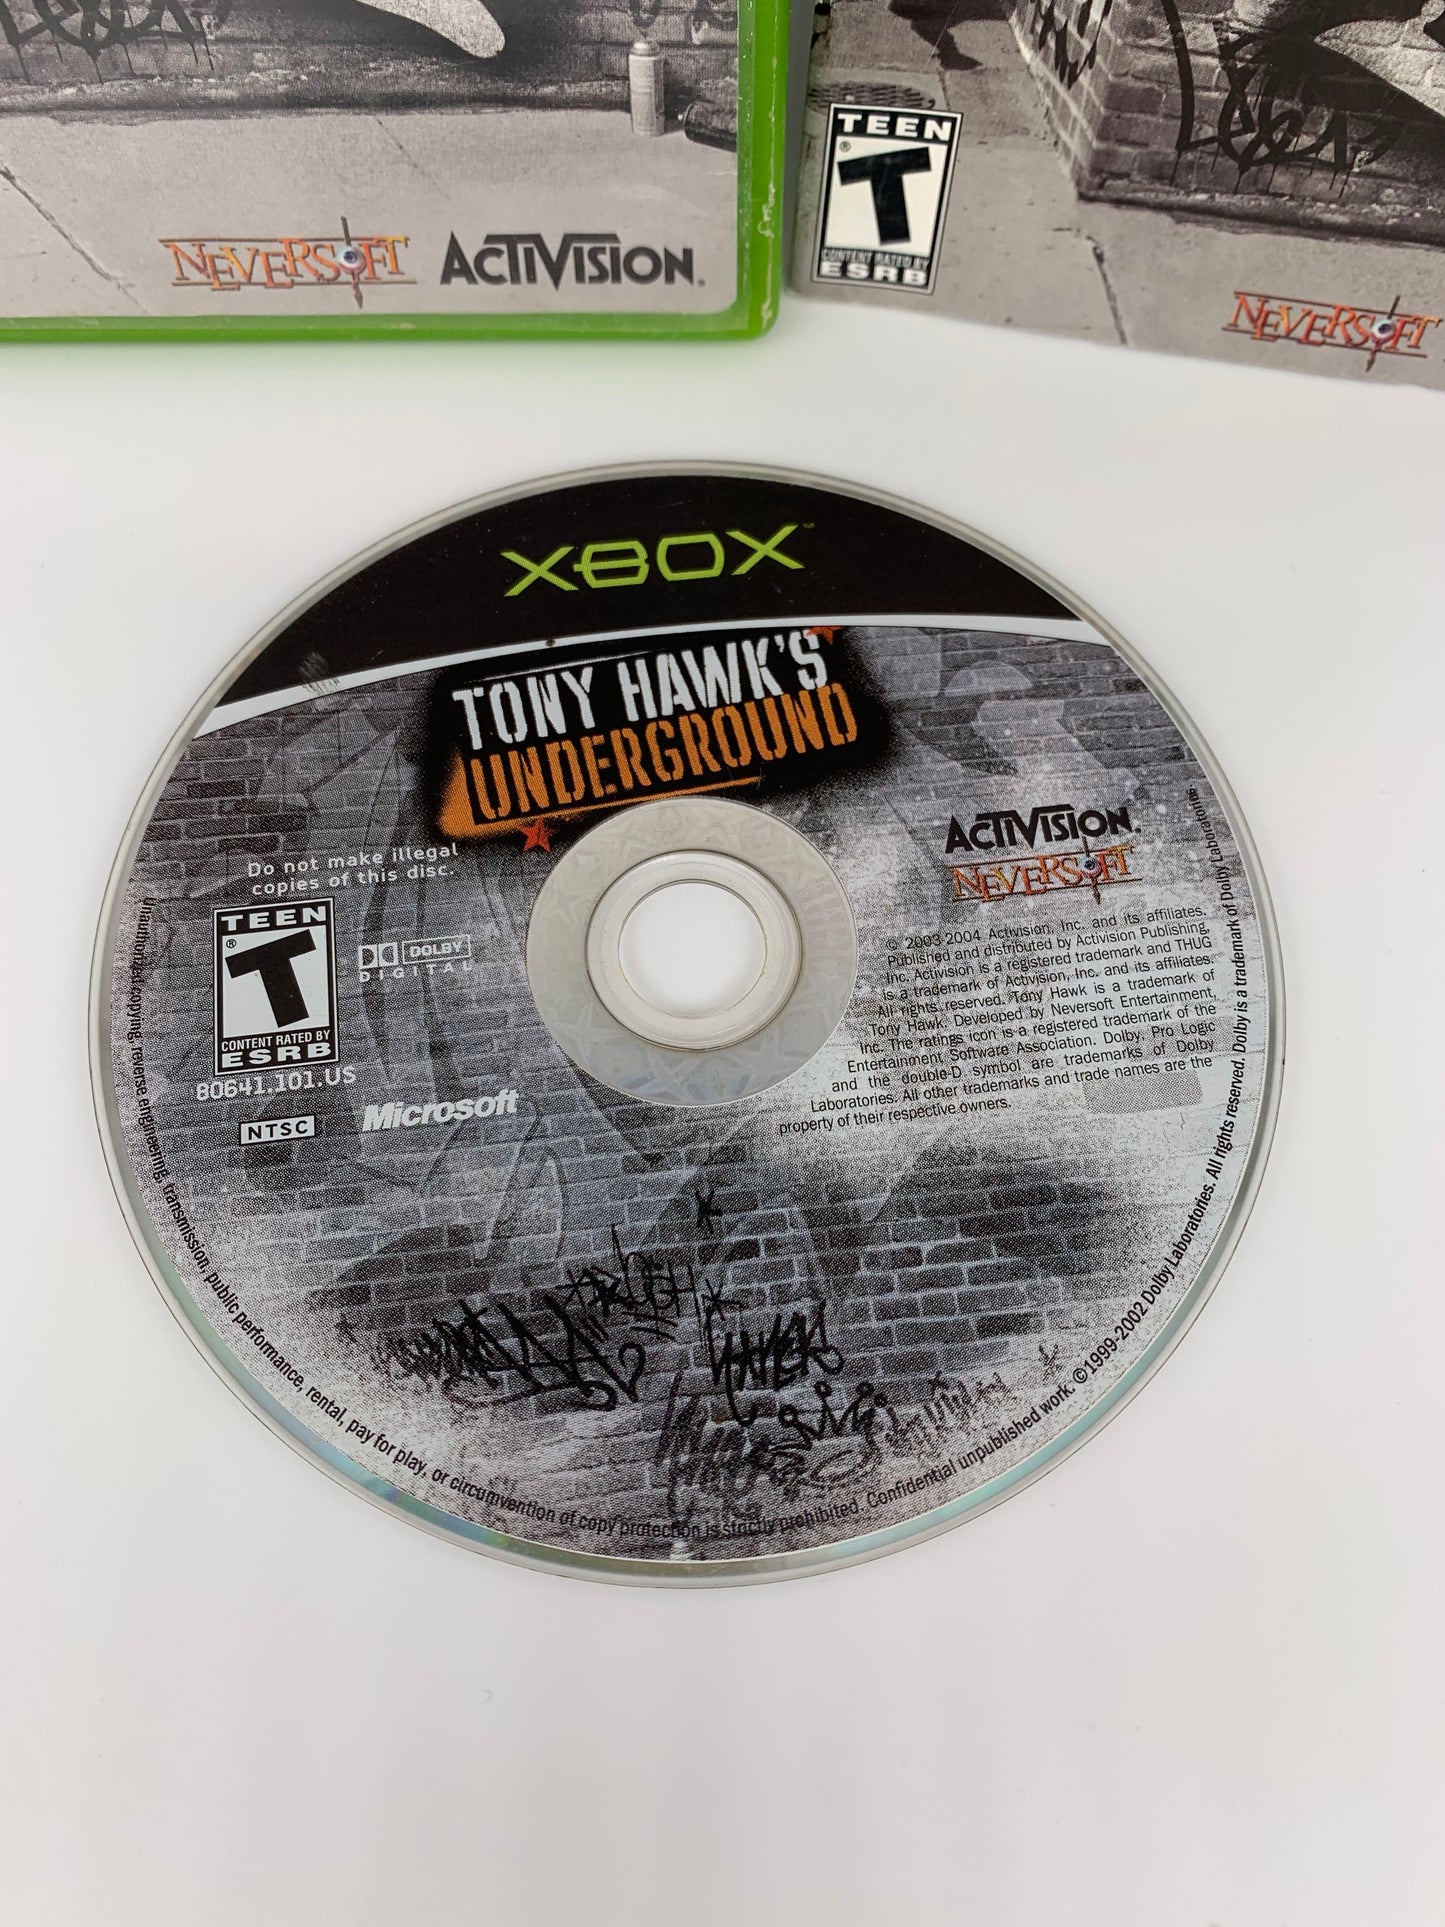 NEVERSOFT ACTIVISION.
TEEN
®
T
CONTENT RATED BY
ESRB
NEVERSOFT
XBOX™
TONY HAWK'S
UNDERGROUND
Do not make illegal
copies of this disc.
TEEN
®
T
CONTENT RATED BY
ESRB
DOLBY
DIGITAL
80641.101.US
NTSC
Microsoft
ACTIVISION.
NEVERSOFT
© 2003-2004 Activision, Inc. and its affiliates.
Published and distributed by Activision Publishing,
Inc. Activision is a registered trademark and THUG
is a trademark of Activision, Inc. and its affiliates.
All rights reserved. Tony Hawk is a trademark of
Tony Hawk. Developed by Neversoft Entertainment,
Inc. The ratings icon is a registered trademark of the
Entertainment Software Association. Dolby, Pro Logic
and the double-D symbol are trademarks of Dolby
Laboratories. All other trademarks and trade names are the
property of their respective owners.
Unauthorized copying, reverse engineering, transmission, public performance, rental, pay for play, or circumvention of copy protection is strictly prohibited. Confidential unpublished work. ©1999-2002 Dolby Laboratories. All rights reserved. Dolby is a trademark of Dolby Laboratories